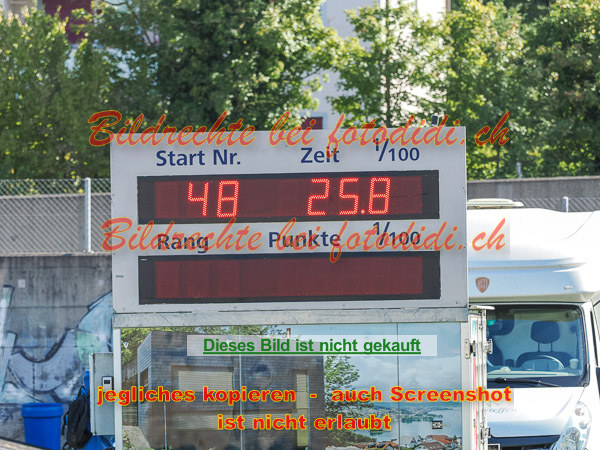 Bildrechte bei fotodidi.ch
Start Nr. Zeit 1/100
48 25.8
Bildrechte bei fotodidi.ch
Rang Punkte 1/100
Dieses Bild ist nicht gekauft
jegliches kopieren - auch Screenshot
ist nicht erlaubt